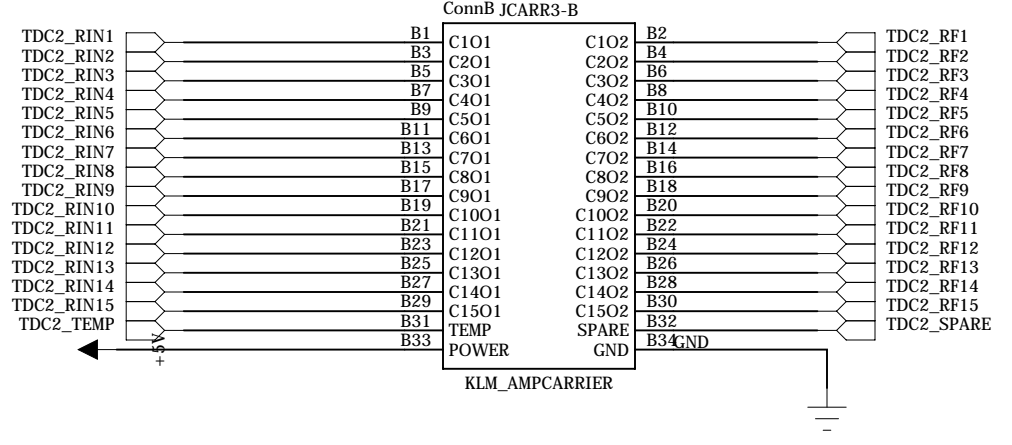 ConnB JCARR3-B
TDC2_RIN1 B1 C1O1 C1O2 B2 TDC2_RF1
TDC2_RIN2 B3 C2O1 C2O2 B4 TDC2_RF2
TDC2_RIN3 B5 C3O1 C3O2 B6 TDC2_RF3
TDC2_RIN4 B7 C4O1 C4O2 B8 TDC2_RF4
TDC2_RIN5 B9 C5O1 C5O2 B10 TDC2_RF5
TDC2_RIN6 B11 C6O1 C6O2 B12 TDC2_RF6
TDC2_RIN7 B13 C7O1 C7O2 B14 TDC2_RF7
TDC2_RIN8 B15 C8O1 C8O2 B16 TDC2_RF8
TDC2_RIN9 B17 C9O1 C9O2 B18 TDC2_RF9
TDC2_RIN10 B19 C10O1 C10O2 B20 TDC2_RF10
TDC2_RIN11 B21 C11O1 C11O2 B22 TDC2_RF11
TDC2_RIN12 B23 C12O1 C12O2 B24 TDC2_RF12
TDC2_RIN13 B25 C13O1 C13O2 B26 TDC2_RF13
TDC2_RIN14 B27 C14O1 C14O2 B28 TDC2_RF14
TDC2_RIN15 B29 C15O1 C15O2 B30 TDC2_RF15
TDC2_TEMP B31 TEMP SPARE B32 TDC2_SPARE
+5V B33 POWER GND B34 GND
KLM_AMPCARRIER